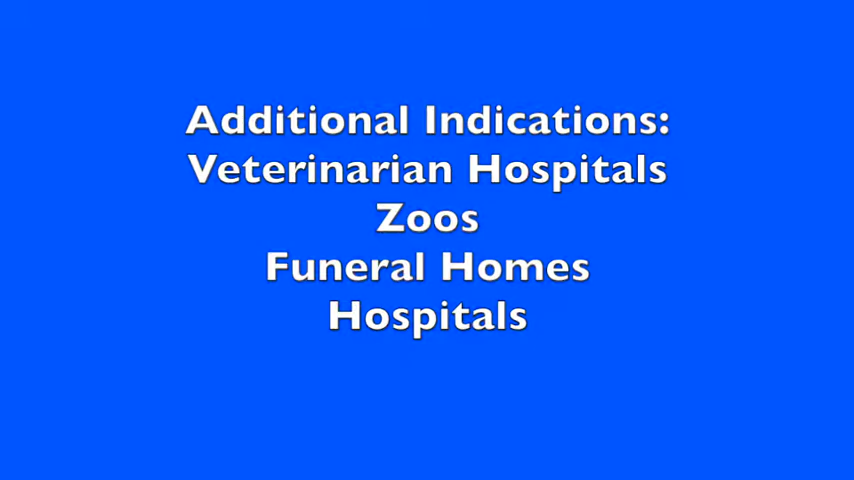 Additional Indications:
Veterinarian Hospitals
Zoos
Funeral Homes
Hospitals